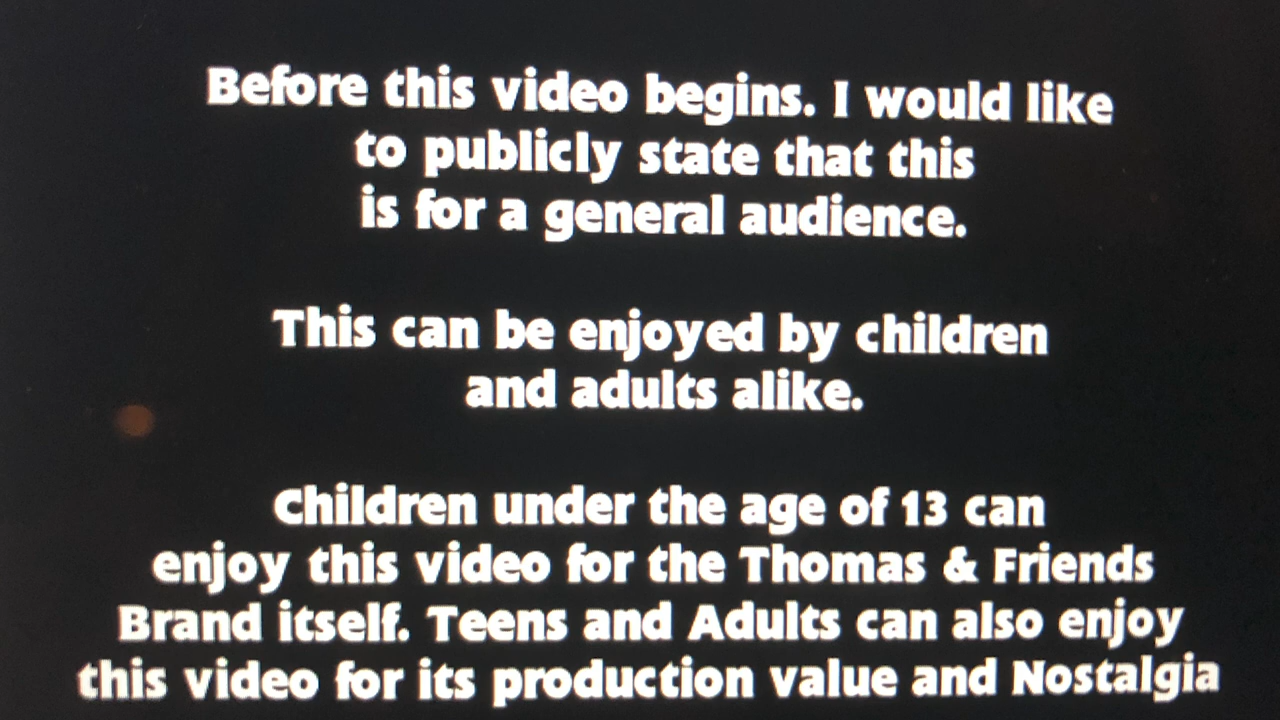 Before this video begins. I would like
to publicly state that this
is for a general audience.
This can be enjoyed by children
and adults alike.
Children under the age of 13 can
enjoy this video for the Thomas & Friends
Brand itself. Teens and Adults can also enjoy
this video for its production value and Nostalgia